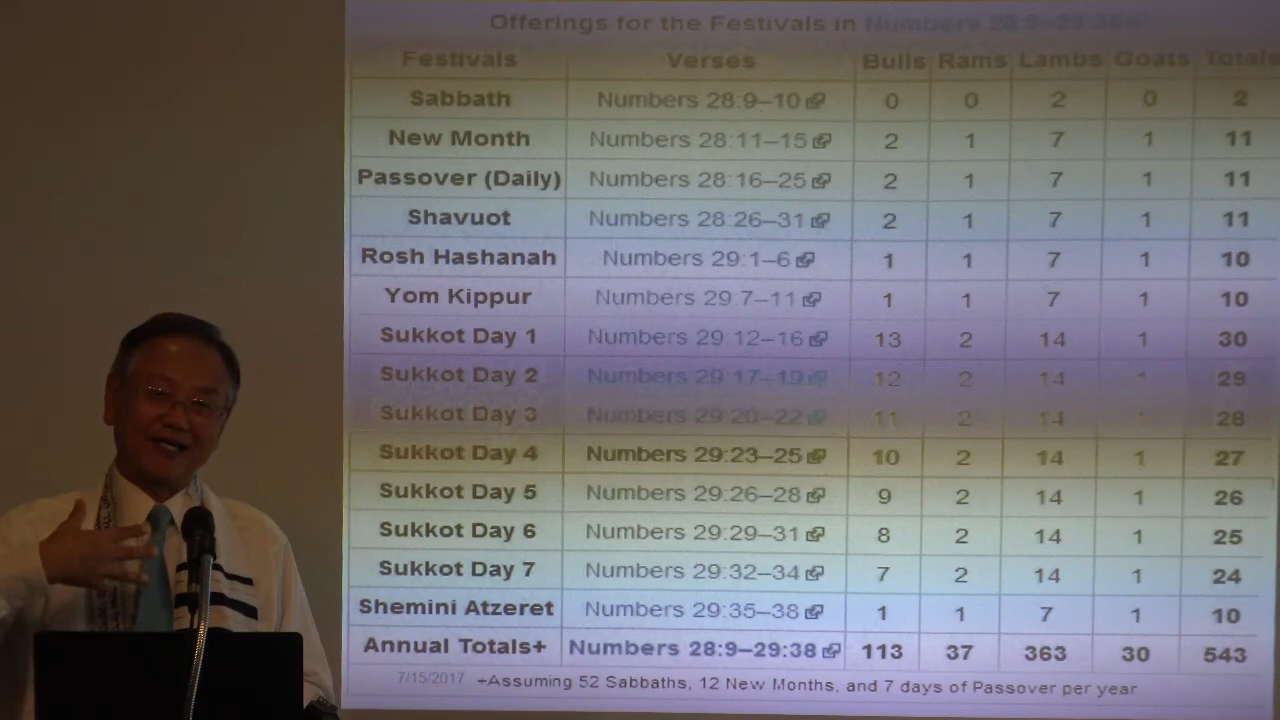 Offerings for the Festivals in Numbers 28:9–29:38
Festivals Verses Bulls Rams Lambs Goats Totals
Sabbath Numbers 28:9–10 0 0 2 0 2
New Month Numbers 28:11–15 2 1 7 1 11
Passover (Daily) Numbers 28:16–25 2 1 7 1 11
Shavuot Numbers 28:26–31 2 1 7 1 11
Rosh Hashanah Numbers 29:1–6 1 1 7 1 10
Yom Kippur Numbers 29:7–11 1 1 7 1 10
Sukkot Day 1 Numbers 29:12–16 13 2 14 1 30
Sukkot Day 2 Numbers 29:17–19 12 2 14 1 29
Sukkot Day 3 Numbers 29:20–22 11 2 14 1 28
Sukkot Day 4 Numbers 29:23–25 10 2 14 1 27
Sukkot Day 5 Numbers 29:26–28 9 2 14 1 26
Sukkot Day 6 Numbers 29:29–31 8 2 14 1 25
Sukkot Day 7 Numbers 29:32–34 7 2 14 1 24
Shemini Atzeret Numbers 29:35–38 1 1 7 1 10
Annual Totals+ Numbers 28:9–29:38 113 37 363 30 543
7/15/2017 +Assuming 52 Sabbaths, 12 New Months, and 7 days of Passover per year